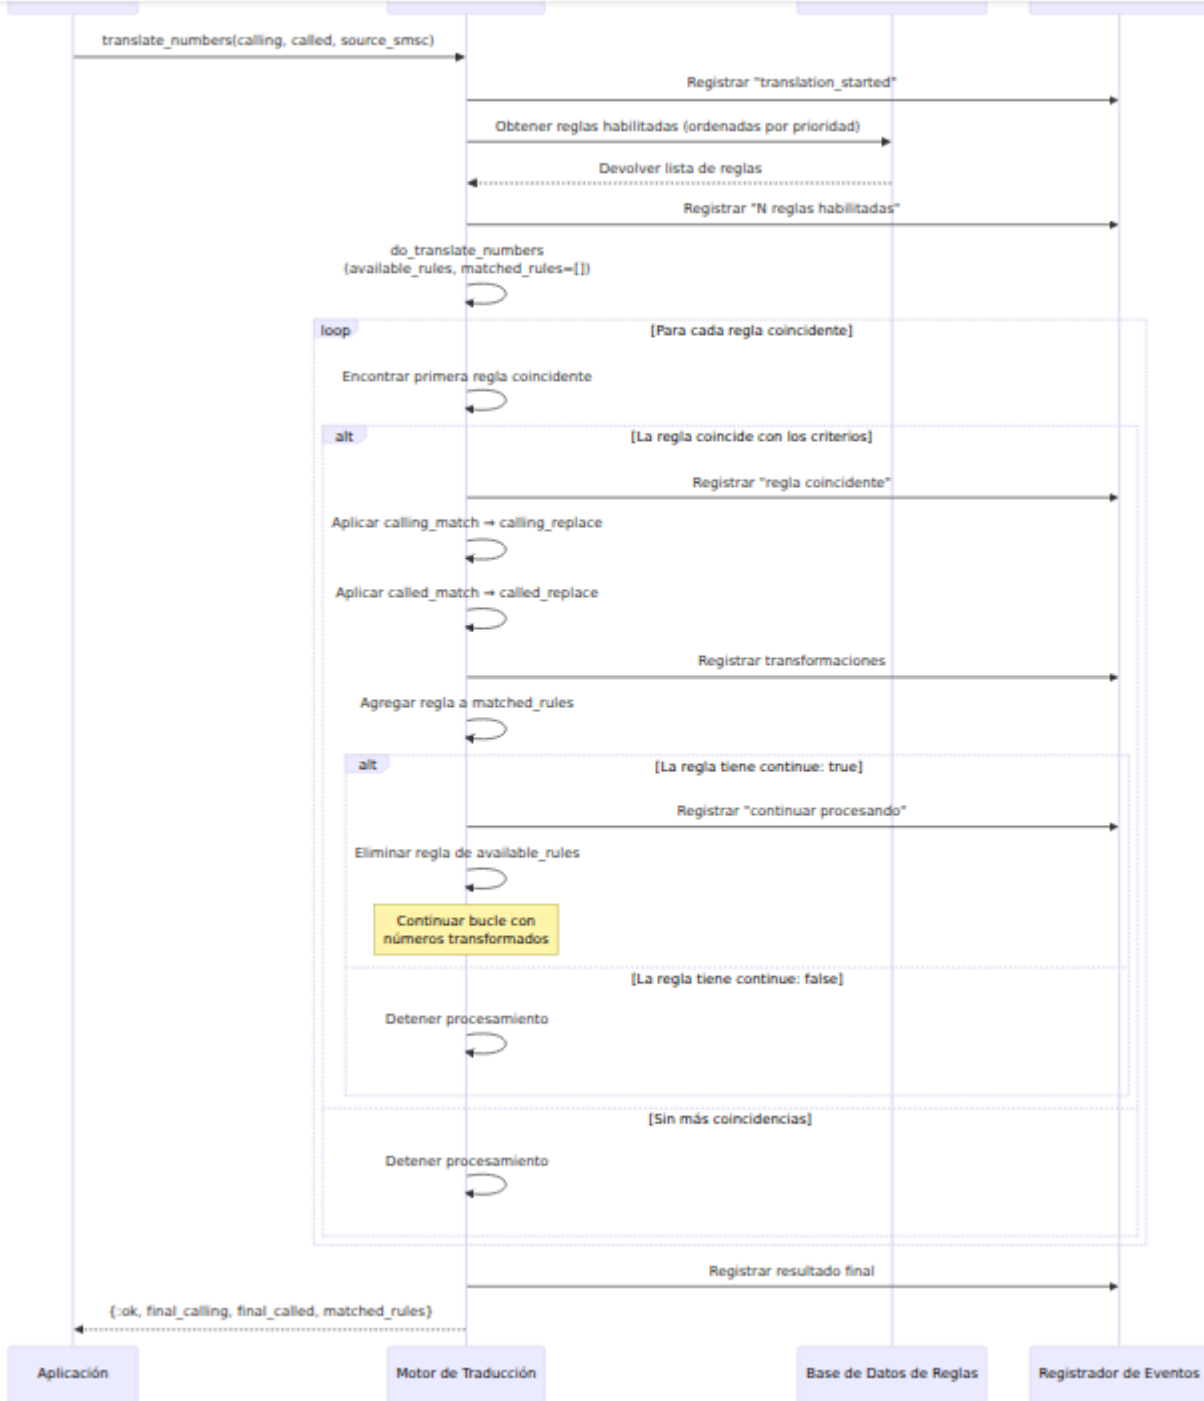 translate_numbers(calling, called, source_smsc)
Registrar "translation_started"
Obtener reglas habilitadas (ordenadas por prioridad)
Devolver lista de reglas
Registrar "N reglas habilitadas"
do_translate_numbers
(available_rules, matched_rules=[])
loop
[Para cada regla coincidente]
Encontrar primera regla coincidente
alt
[La regla coincide con los criterios]
Registrar "regla coincidente"
Aplicar calling_match → calling_replace
Aplicar called_match → called_replace
Registrar transformaciones
Agregar regla a matched_rules
alt
[La regla tiene continue: true]
Registrar "continuar procesando"
Eliminar regla de available_rules
Continuar bucle con
números transformados
[La regla tiene continue: false]
Detener procesamiento
[Sin más coincidencias]
Detener procesamiento
Registrar resultado final
{:ok, final_calling, final_called, matched_rules}
Aplicación
Motor de Traducción
Base de Datos de Reglas
Registrador de Eventos